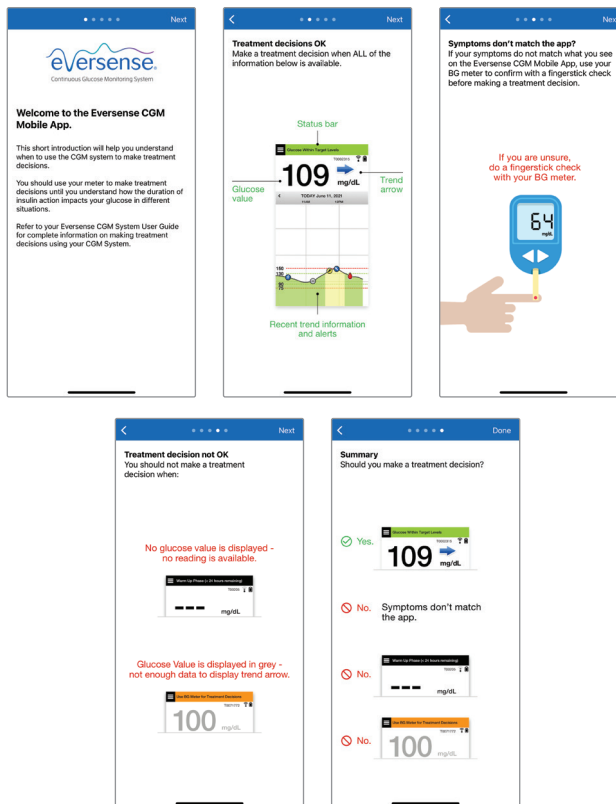 Next
eversense.
Continuous Glucose Monitoring System
Welcome to the Eversense CGM
Mobile App.
This short introduction will help you understand
when to use the CGM system to make treatment
decisions.
You should use your meter to make treatment
decisions until you understand how the duration of
insulin action impacts your glucose in different
situations.
Refer to your Eversense CGM System User Guide
for complete information on making treatment
decisions using your CGM System.
Next
Treatment decisions OK
Make a treatment decision when ALL of the
information below is available.
Status bar
Glucose Within Target Levels
109
mg/dL
Glucose
value
Trend
arrow
TODAY June 11, 2021
150
130
Recent trend information
and alerts
Next
Symptoms don't match the app?
If your symptoms do not match what you see
on the Eversense CGM Mobile App, use your
BG meter to confirm with a fingerstick check
before making a treatment decision.
If you are unsure,
do a fingerstick check
with your BG meter.
64
mg/dL
Next
Treatment decision not OK
You should not make a treatment
decision when:
No glucose value is displayed -
no reading is available.
Warm Up Phase (< 24 hours remaining)
--- mg/dL
Glucose Value is displayed in grey -
not enough data to display trend arrow.
Use BG Meter for Treatment Decisions
100 mg/dL
Done
Summary
Should you make a treatment decision?
Yes.
Glucose Within Target Levels
109 mg/dL
No. Symptoms don't match
the app.
No.
Warm Up Phase (< 24 hours remaining)
--- mg/dL
No.
Use BG Meter for Treatment Decisions
100 mg/dL